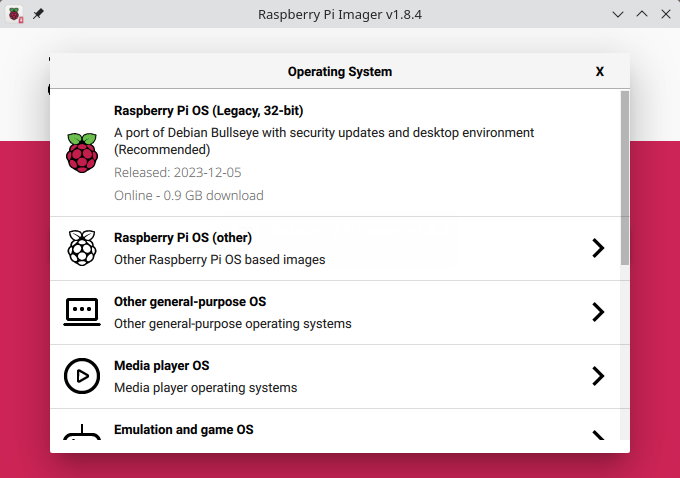 Raspberry Pi Imager v1.8.4
Operating System
X
Raspberry Pi OS (Legacy, 32-bit)
A port of Debian Bullseye with security updates and desktop environment
(Recommended)
Released: 2023-12-05
Online - 0.9 GB download
Raspberry Pi OS (other)
Other Raspberry Pi OS based images
Other general-purpose OS
Other general-purpose operating systems
Media player OS
Media player operating systems
Emulation and game OS